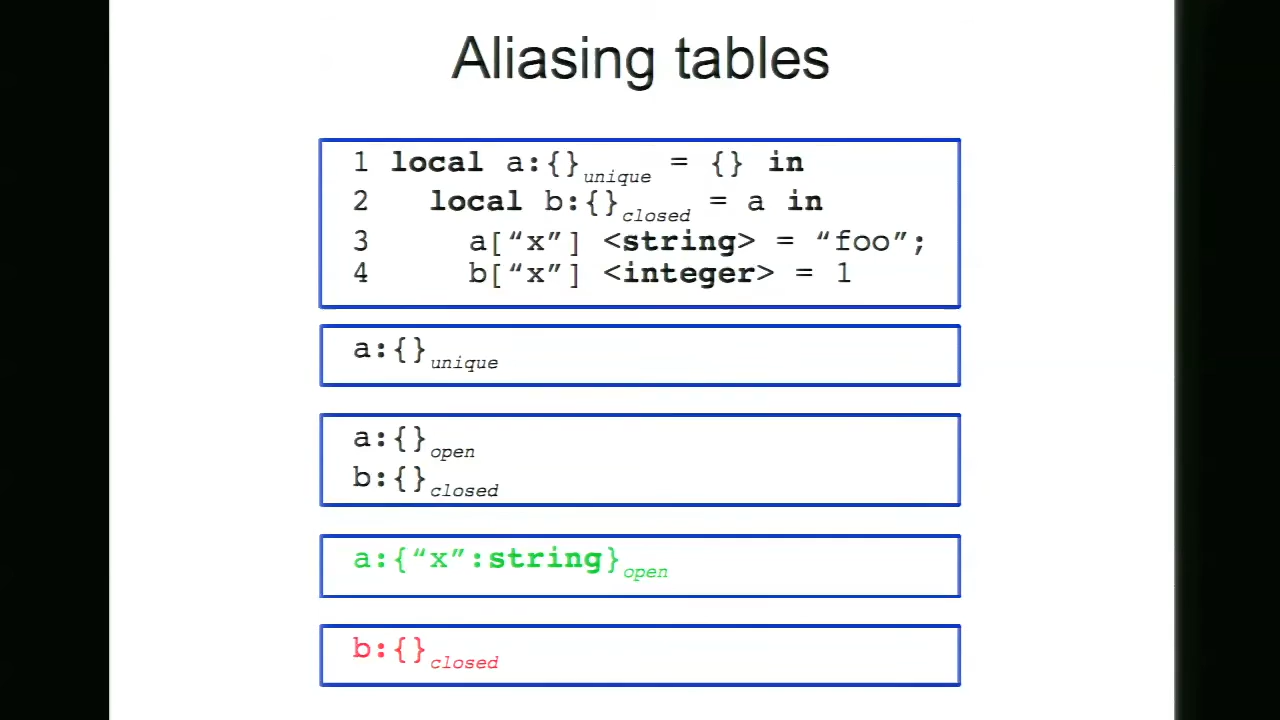 Aliasing tables
1 local a:{}unique = {} in
2 local b:{}closed = a in
3 a[“x”] <string> = “foo”;
4 b[“x”] <integer> = 1
a:{}unique
a:{}open
b:{}closed
a:{“x”:string}open
b:{}closed